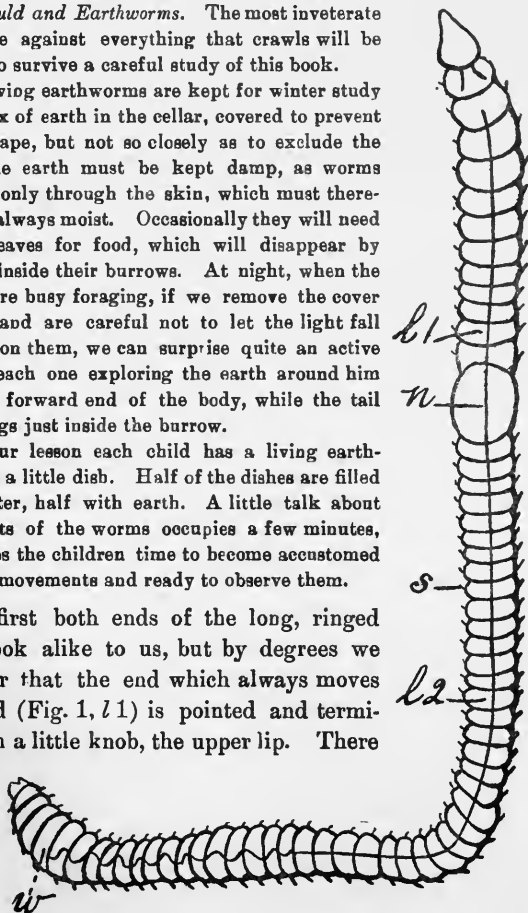 uld and Earthworms. The most inveterate
e against everything that crawls will be
o survive a careful study of this book.
ving earthworms are kept for winter study
x of earth in the cellar, covered to prevent
ape, but not so closely as to exclude the
e earth must be kept damp, as worms
only through the skin, which must there-
always moist. Occasionally they will need
eaves for food, which will disappear by
inside their burrows. At night, when the
re busy foraging, if we remove the cover
and are careful not to let the light fall
on them, we can surprise quite an active
each one exploring the earth around him
forward end of the body, while the tail
gs just inside the burrow.
ur lesson each child has a living earth-
a little dish. Half of the dishes are filled
ter, half with earth. A little talk about
ts of the worms occupies a few minutes,
es the children time to become accustomed
movements and ready to observe them.
first both ends of the long, ringed
ook alike to us, but by degrees we
r that the end which always moves
d (Fig. 1, l 1) is pointed and termi-
n a little knob, the upper lip. There
l1
n
s
l2
w